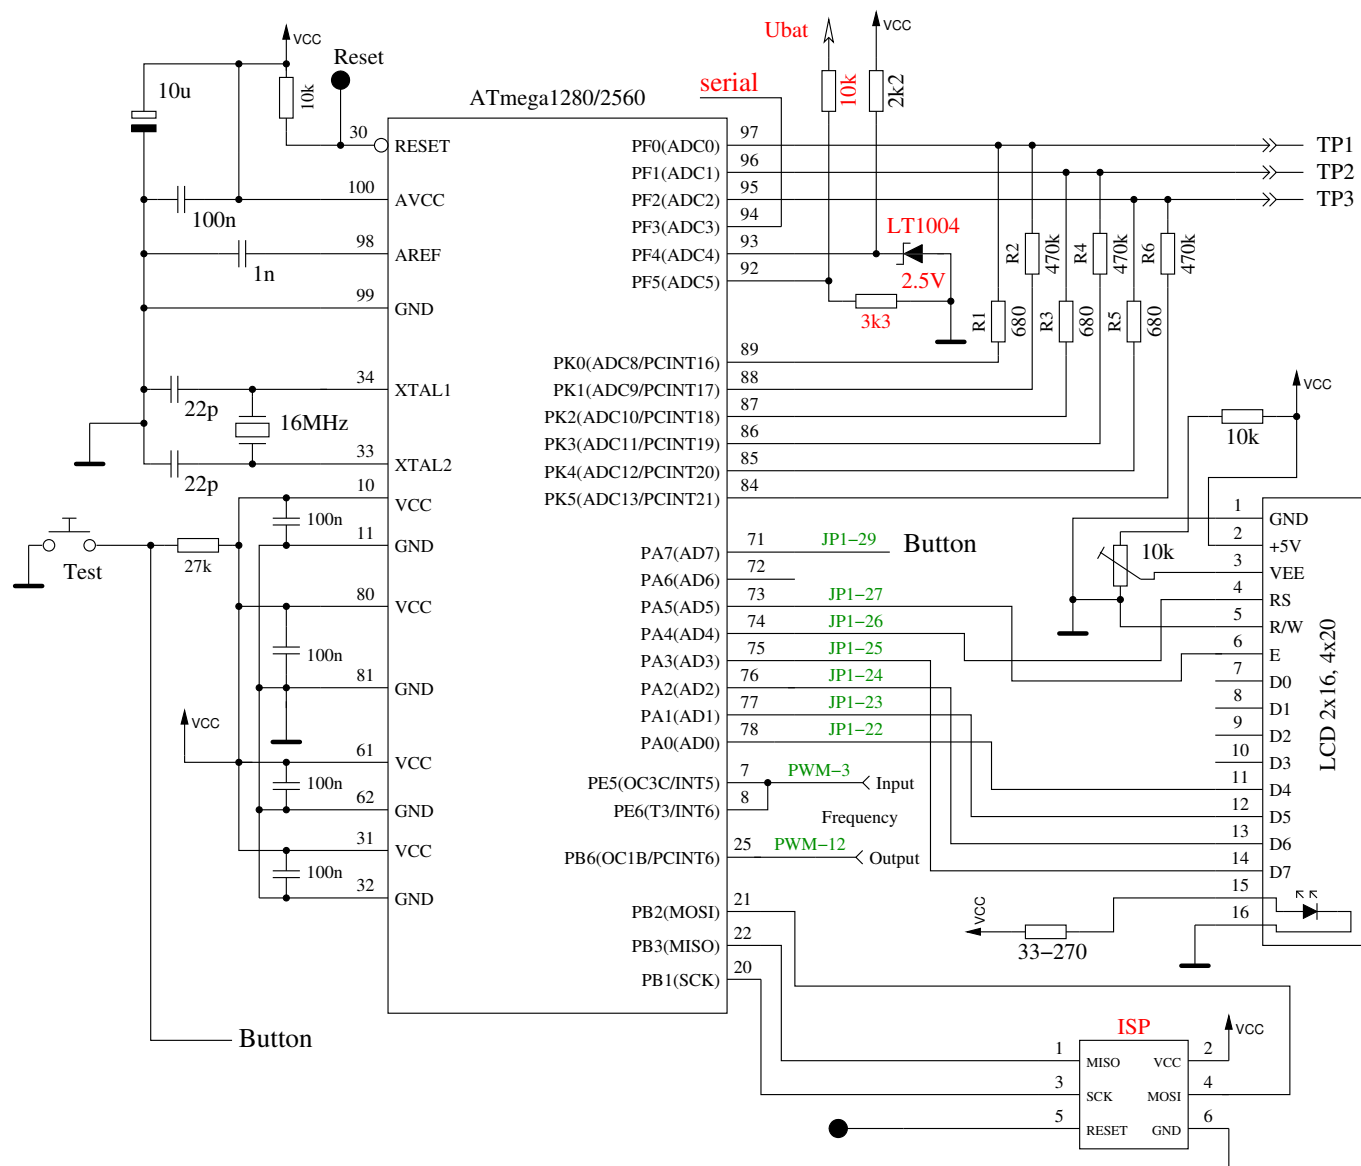 VCC
Reset
10u
10k
30
RESET
100
AVCC
100n
98
AREF
1n
99
GND
34
XTAL1
22p
16MHz
33
XTAL2
22p
10
VCC
100n
11
GND
Test
27k
80
VCC
100n
81
GND
VCC
61
VCC
100n
62
GND
31
VCC
100n
32
GND
Button
ATmega1280/2560
serial
Ubat
10k
VCC
2k2
PF0(ADC0)
97
TP1
PF1(ADC1)
96
TP2
PF2(ADC2)
95
TP3
PF3(ADC3)
94
PF4(ADC4)
93
PF5(ADC5)
92
LT1004
2.5V
3k3
R2
470k
R4
470k
R6
470k
R1
680
R3
680
R5
680
PK0(ADC8/PCINT16)
89
PK1(ADC9/PCINT17)
88
PK2(ADC10/PCINT18)
87
PK3(ADC11/PCINT19)
86
PK4(ADC12/PCINT20)
85
PK5(ADC13/PCINT21)
84
PA7(AD7)
71
JP1−29
Button
PA6(AD6)
72
PA5(AD5)
73
JP1−27
PA4(AD4)
74
JP1−26
PA3(AD3)
75
JP1−25
PA2(AD2)
76
JP1−24
PA1(AD1)
77
JP1−23
PA0(AD0)
78
JP1−22
PE5(OC3C/INT5)
7
PWM−3
Input
PE6(T3/INT6)
8
Frequency
PB6(OC1B/PCINT6)
25
PWM−12
Output
PB2(MOSI)
21
PB3(MISO)
22
PB1(SCK)
20
VCC
10k
10k
1
GND
2
+5V
3
VEE
4
RS
5
R/W
6
E
7
D0
8
D1
9
D2
10
D3
11
D4
12
D5
13
D6
14
D7
15
16
LCD 2x16, 4x20
VCC
33−270
ISP
1
MISO
VCC
2
VCC
3
SCK
MOSI
4
5
RESET
GND
6